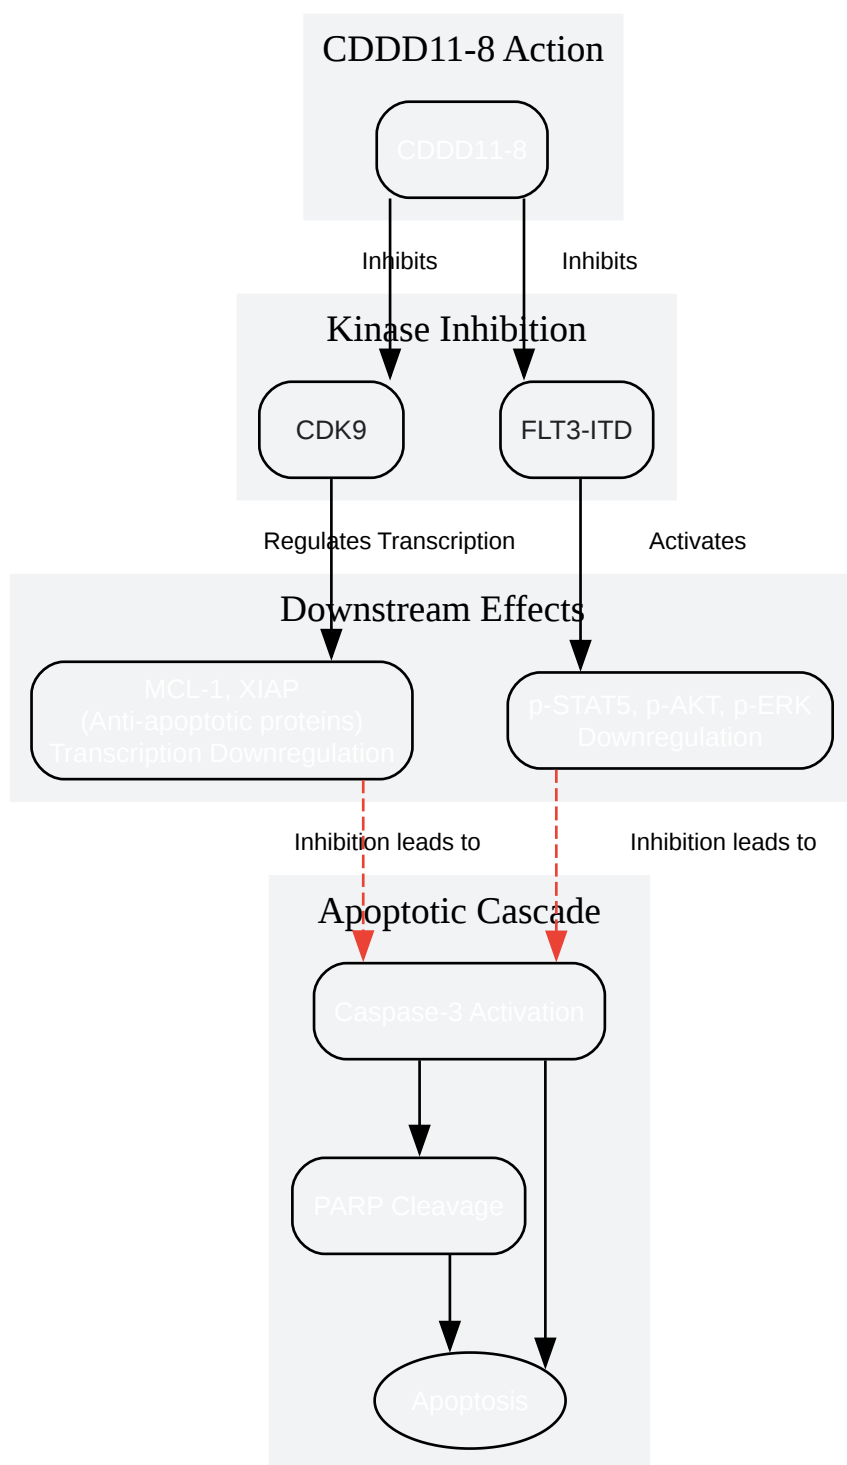 CDDD11-8 Action
CDDD11-8
Inhibits
Inhibits
Kinase Inhibition
CDK9
FLT3-ITD
Regulates Transcription
Activates
Downstream Effects
MCL-1, XIAP
(Anti-apoptotic proteins)
Transcription Downregulation
p-STAT5, p-AKT, p-ERK
Downregulation
Inhibition leads to
Inhibition leads to
Apoptotic Cascade
Caspase-3 Activation
PARP Cleavage
Apoptosis